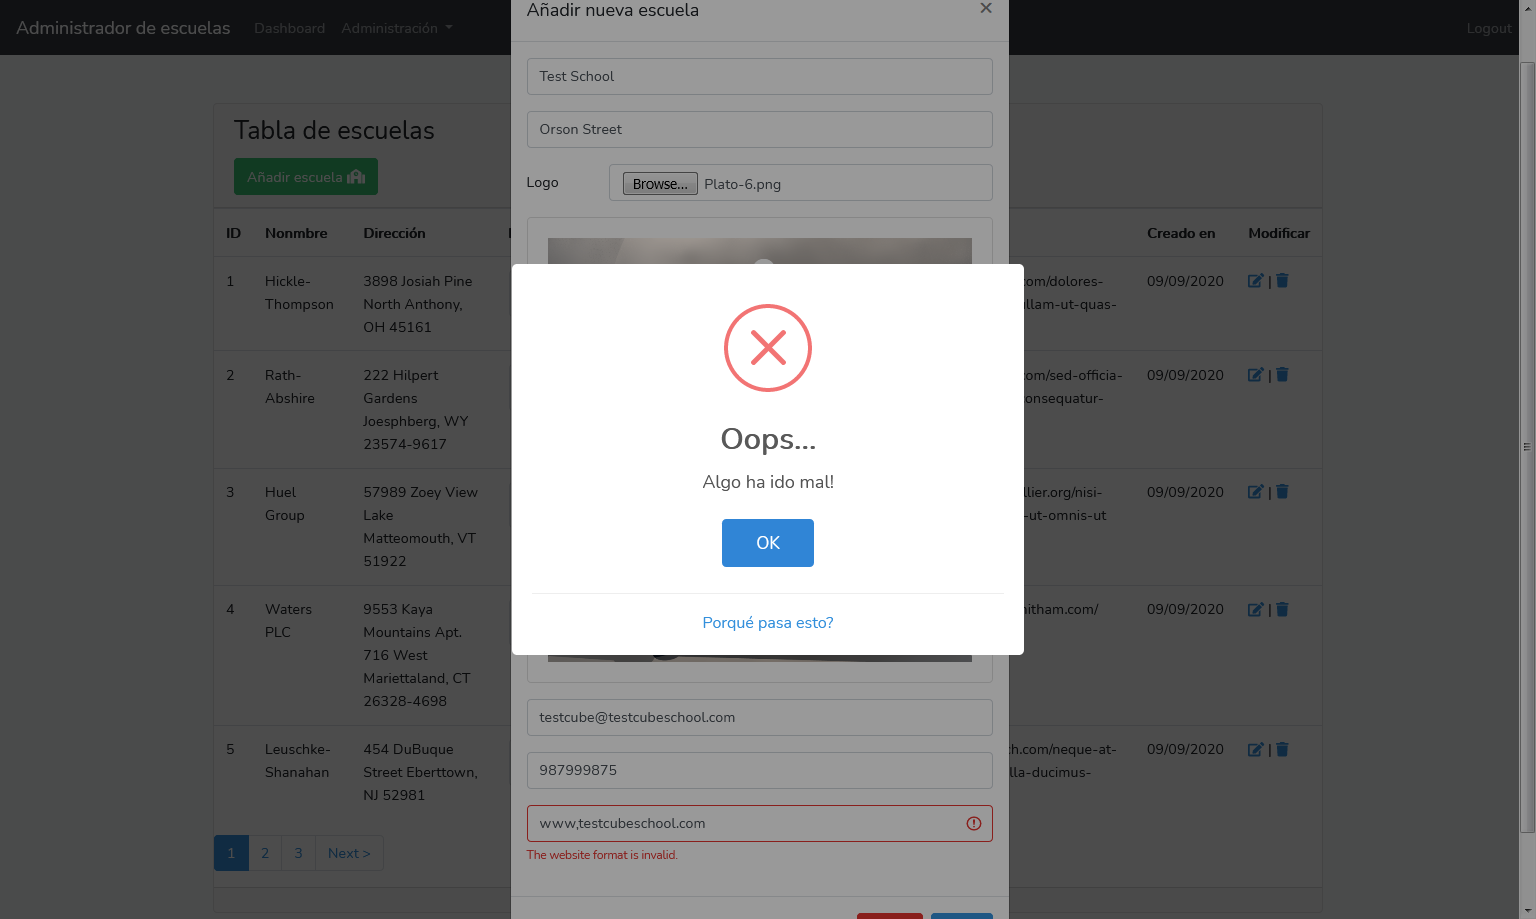 Administrador de escuelas
Dashboard
Administración
Logout
Añadir nueva escuela
Test School
Orson Street
Logo
Browse...
Plato-6.png
Tabla de escuelas
Añadir escuela
ID Nonmbre Dirección Creado en Modificar
1 Hickle- 3898 Josiah Pine com/dolores- 09/09/2020 |
Thompson North Anthony, llam-ut-quas-
OH 45161
2 Rath- 222 Hilpert com/sed-officia- 09/09/2020 |
Abshire Gardens onsequatur-
Joesphberg, WY
23574-9617
3 Huel 57989 Zoey View llier.org/nisi- 09/09/2020 |
Group Lake -ut-omnis-ut
Matteomouth, VT
51922
4 Waters 9553 Kaya nitham.com/ 09/09/2020 |
PLC Mountains Apt.
716 West
Mariettaland, CT
26328-4698
5 Leuschke- 454 DuBuque h.com/neque-at- 09/09/2020 |
Shanahan Street Eberttown, lla-ducimus-
NJ 52981
1 2 3 Next >
Oops...
Algo ha ido mal!
OK
Porqué pasa esto?
testcube@testcubeschool.com
987999875
www,testcubeschool.com
The website format is invalid.